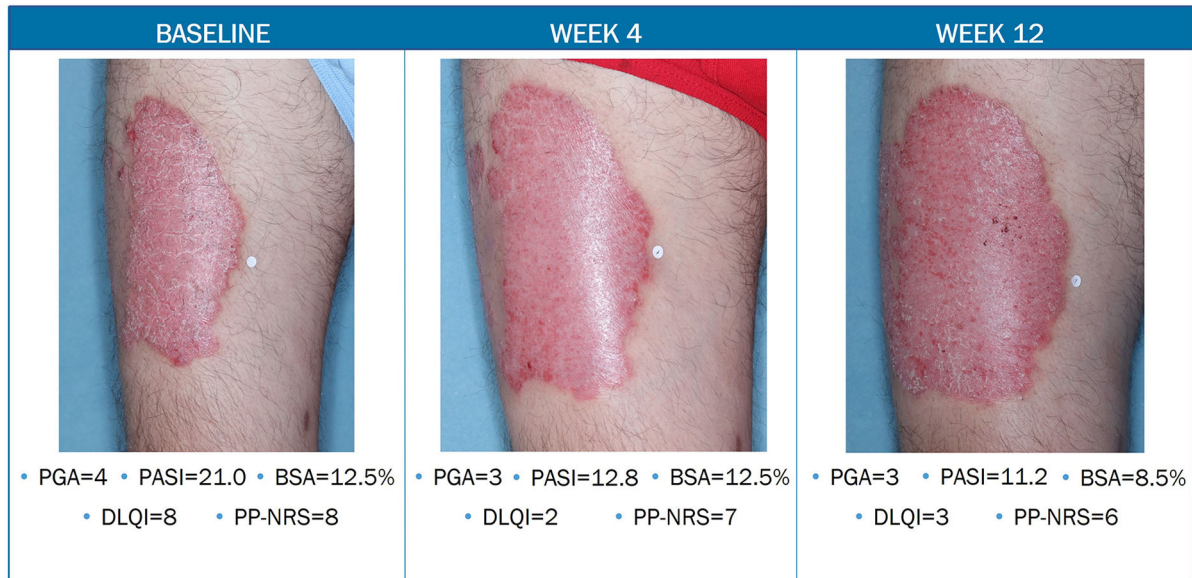 BASELINE
WEEK 4
WEEK 12
• PGA=4 • PASI=21.0 • BSA=12.5%
• DLQI=8 • PP-NRS=8
• PGA=3 • PASI=12.8 • BSA=12.5%
• DLQI=2 • PP-NRS=7
• PGA=3 • PASI=11.2 • BSA=8.5%
• DLQI=3 • PP-NRS=6